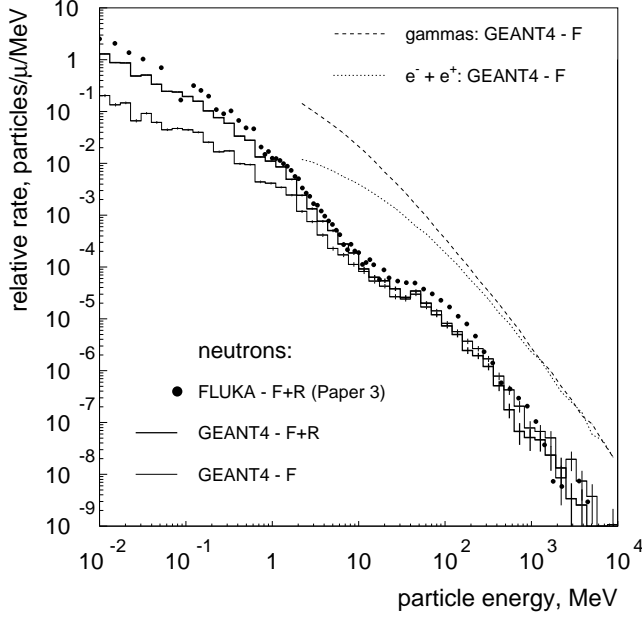 relative rate, particles/μ/MeV
10
1
10 -1
10 -2
10 -3
10 -4
10 -5
10 -6
10 -7
10 -8
10 -9
gammas: GEANT4 - F
e⁻ + e⁺: GEANT4 - F
neutrons:
FLUKA - F+R (Paper 3)
GEANT4 - F+R
GEANT4 - F
10 -2 10 -1 1 10 10 2 10 3 10 4
particle energy, MeV